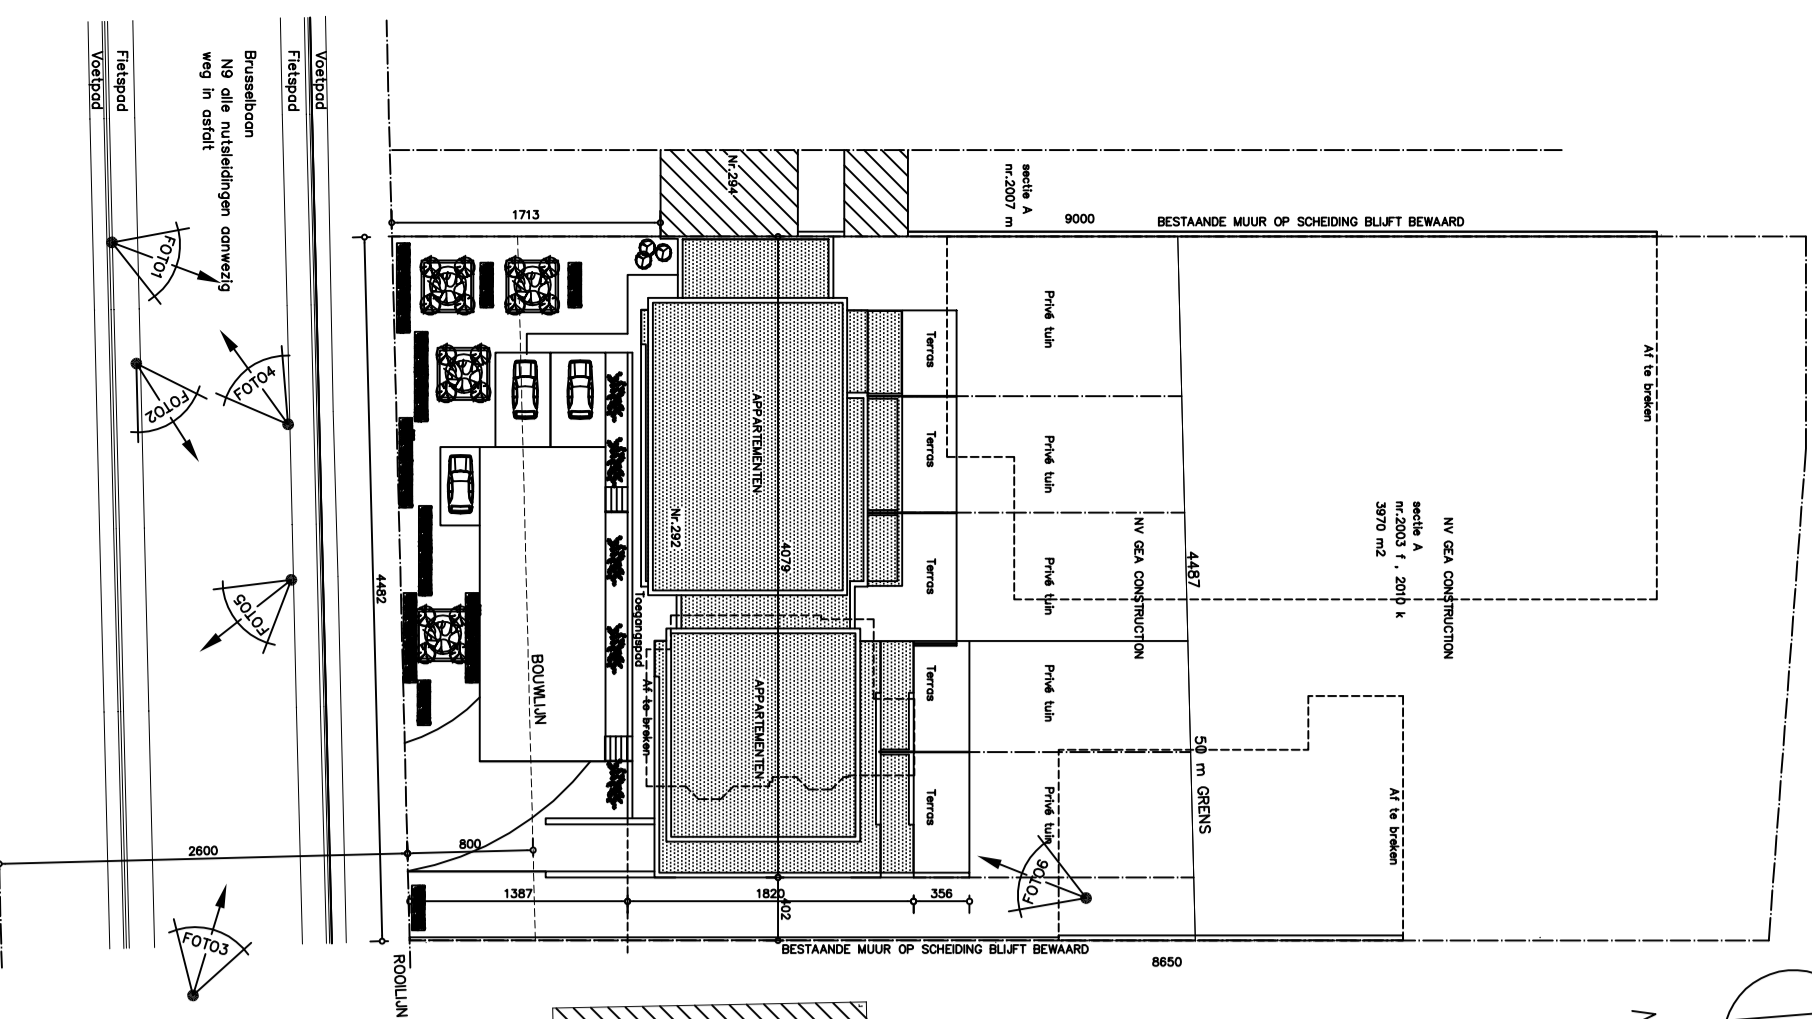 Voetpad
Fietspad
Brusselbaan
N9 alle nutsleidingen aanwezig
weg in asfalt
Fietspad
Voetpad
FOTO1
FOTO2
FOTO4
FOTO5
FOTO3
FOTO6
Nr.294
sectie A
nr.2007 m
1713
9000
BESTAANDE MUUR OP SCHEIDING BLIJFT BEWAARD
Af te breken
Privé tuin
Privé tuin
Privé tuin
Privé tuin
Privé tuin
Terras
Terras
Terras
Terras
Terras
APPARTEMENTEN
Nr.292
4079
APPARTEMENTEN
Toegangspad
Af te breken
BOUWLIJN
4482
4487
NV GEA CONSTRUCTION
NV GEA CONSTRUCTION
sectie A
nr.2003 f , 2010 k
3970 m2
50 m GRENS
Af te breken
2600
800
1387
1820
402
356
BESTAANDE MUUR OP SCHEIDING BLIJFT BEWAARD
8650
ROOILIJN